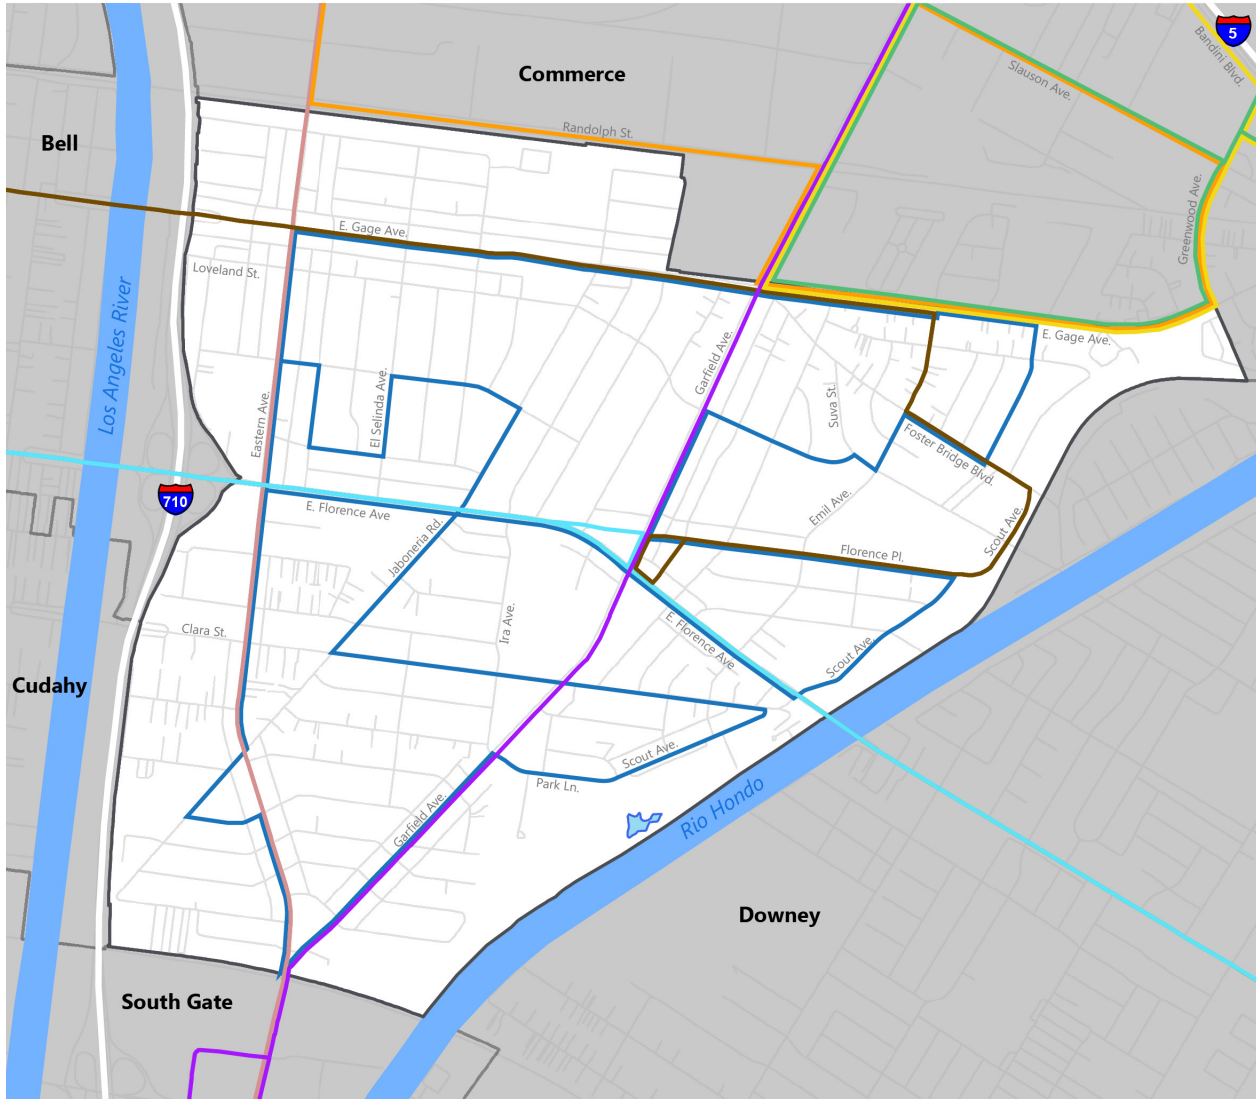 5
Bandini Blvd.
Commerce
Slauson Ave.
Randolph St.
Bell
Greenwood Ave.
E. Gage Ave.
Loveland St.
Los Angeles River
E. Gage Ave.
Garfield Ave.
Suva St.
El Selinda Ave.
Eastern Ave.
Foster Bridge Blvd.
710
E. Florence Ave
Emil Ave.
Jaboneria Rd.
Scout Ave.
Florence Pl.
Ira Ave.
Clara St.
E. Florence Ave
Scout Ave.
Cudahy
Scout Ave.
Park Ln.
Rio Hondo
Garfield Ave.
Downey
South Gate